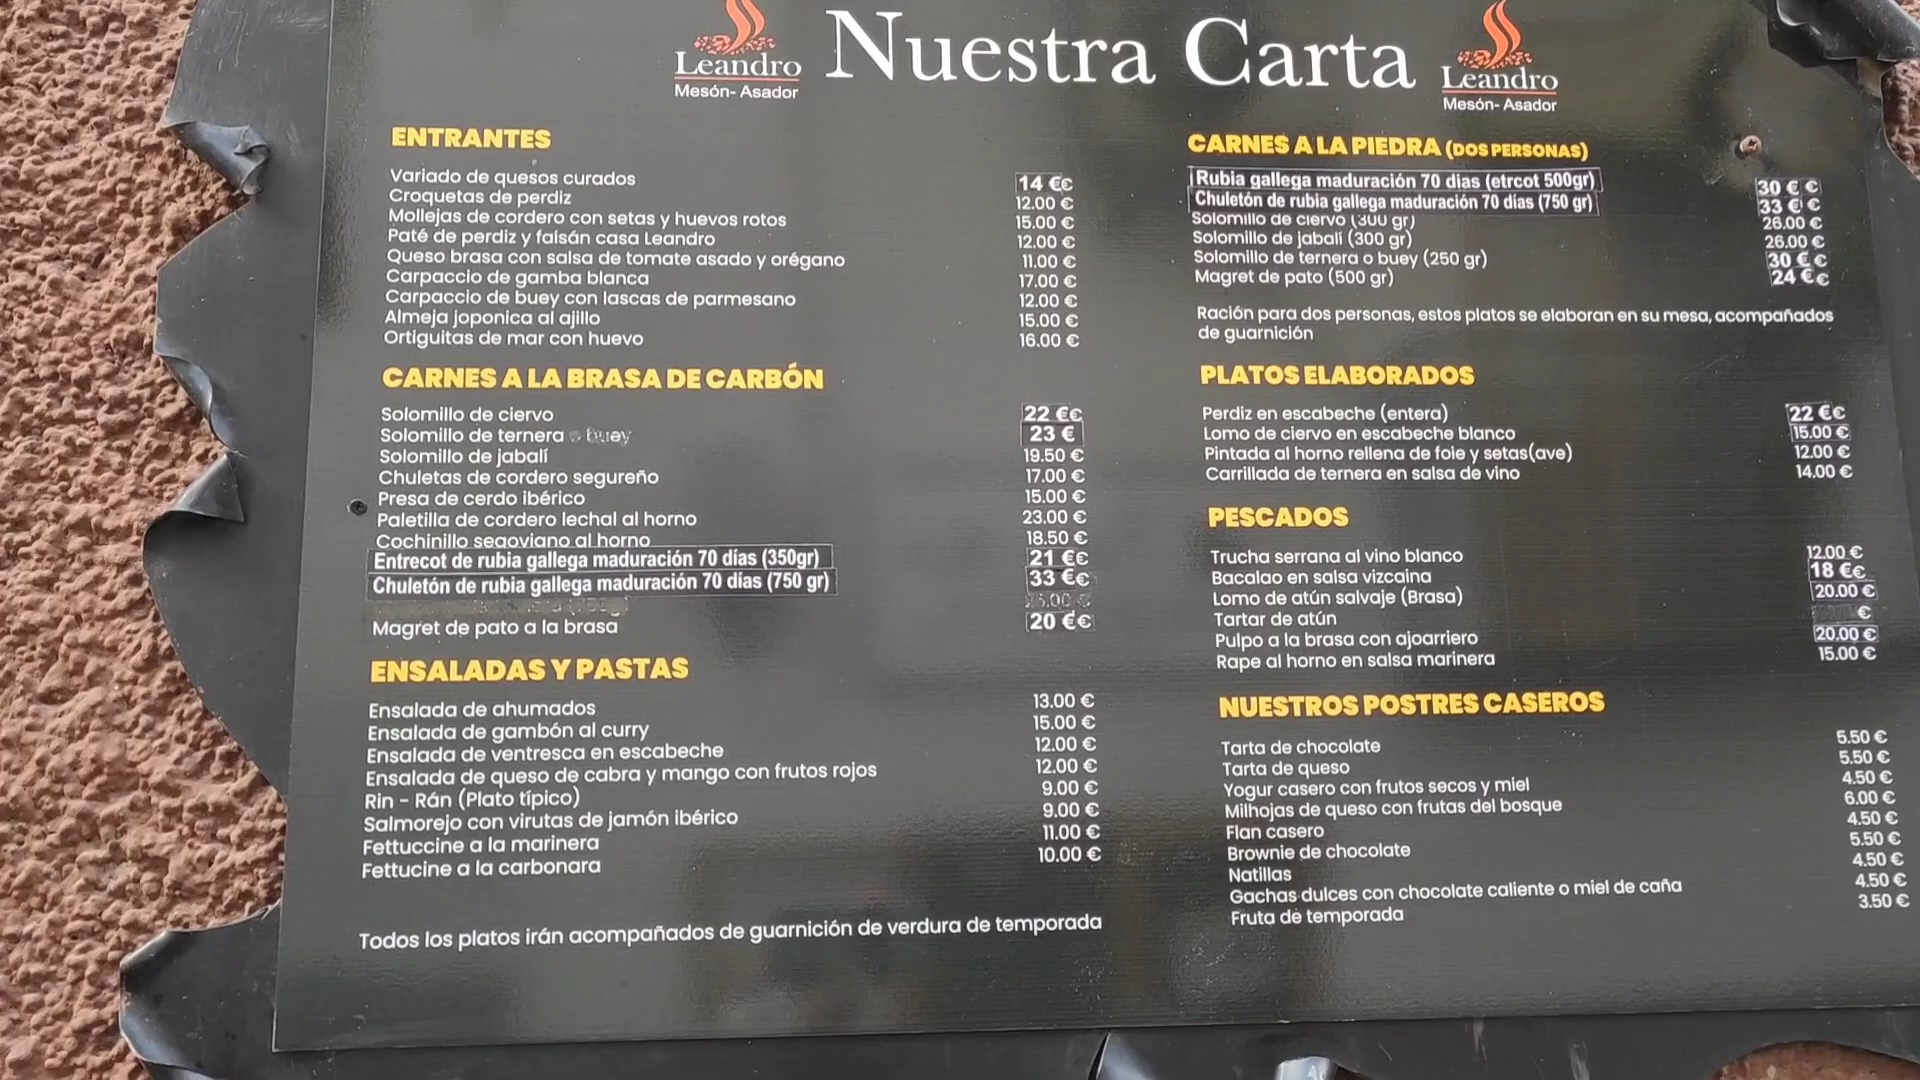 Leandro
Mesón- Asador
Nuestra Carta
Leandro
Mesón- Asador
ENTRANTES
Variado de quesos curados 14 €€
Croquetas de perdiz 12.00 €
Mollejas de cordero con setas y huevos rotos 15.00 €
Paté de perdiz y faisán casa Leandro 12.00 €
Queso brasa con salsa de tomate asado y orégano 11.00 €
Carpaccio de gamba blanca 17.00 €
Carpaccio de buey con lascas de parmesano 12.00 €
Almeja joponica al ajillo 15.00 €
Ortiguitas de mar con huevo 16.00 €
CARNES A LA BRASA DE CARBÓN
Solomillo de ciervo 22 €€
Solomillo de ternera o buey 23 €
Solomillo de jabalí 19.50 €
Chuletas de cordero segureño 17.00 €
Presa de cerdo ibérico 15.00 €
Paletilla de cordero lechal al horno 23.00 €
Cochinillo segoviano al horno 18.50 €
Entrecot de rubia gallega maduración 70 días (350gr) 21 €€
Chuletón de rubia gallega maduración 70 días (750 gr) 33 €€
Magret de pato a la brasa 20 €€
ENSALADAS Y PASTAS
Ensalada de ahumados 13.00 €
Ensalada de gambón al curry 15.00 €
Ensalada de ventresca en escabeche 12.00 €
Ensalada de queso de cabra y mango con frutos rojos 12.00 €
Rin - Rán (Plato típico) 9.00 €
Salmorejo con virutas de jamón ibérico 9.00 €
Fettuccine a la marinera 11.00 €
Fettucine a la carbonara 10.00 €
Todos los platos irán acompañados de guarnición de verdura de temporada
CARNES A LA PIEDRA (DOS PERSONAS)
Rubia gallega maduración 70 dias (etrcot 500gr) 30 € €
Chuletón de rubia gallega maduración 70 días (750 gr) 33 € €
Solomillo de ciervo (300 gr) 26.00 €
Solomillo de jabalí (300 gr) 26.00 €
Solomillo de ternera o buey (250 gr) 30 € €
Magret de pato (500 gr) 24 €€
Ración para dos personas, estos platos se elaboran en su mesa, acompañados
de guarnición
PLATOS ELABORADOS
Perdiz en escabeche (entera) 22 €€
Lomo de ciervo en escabeche blanco 15.00 €
Pintada al horno rellena de foie y setas(ave) 12.00 €
Carrillada de ternera en salsa de vino 14.00 €
PESCADOS
Trucha serrana al vino blanco 12.00 €
Bacalao en salsa vizcaina 18 €€
Lomo de atún salvaje (Brasa) 20.00 €
Tartar de atún €
Pulpo a la brasa con ajoarriero 20.00 €
Rape al horno en salsa marinera 15.00 €
NUESTROS POSTRES CASEROS
Tarta de chocolate 5.50 €
Tarta de queso 5.50 €
Yogur casero con frutos secos y miel 4.50 €
Milhojas de queso con frutas del bosque 6.00 €
Flan casero 4.50 €
Brownie de chocolate 5.50 €
Natillas 4.50 €
Gachas dulces con chocolate caliente o miel de caña 4.50 €
Fruta de temporada 3.50 €